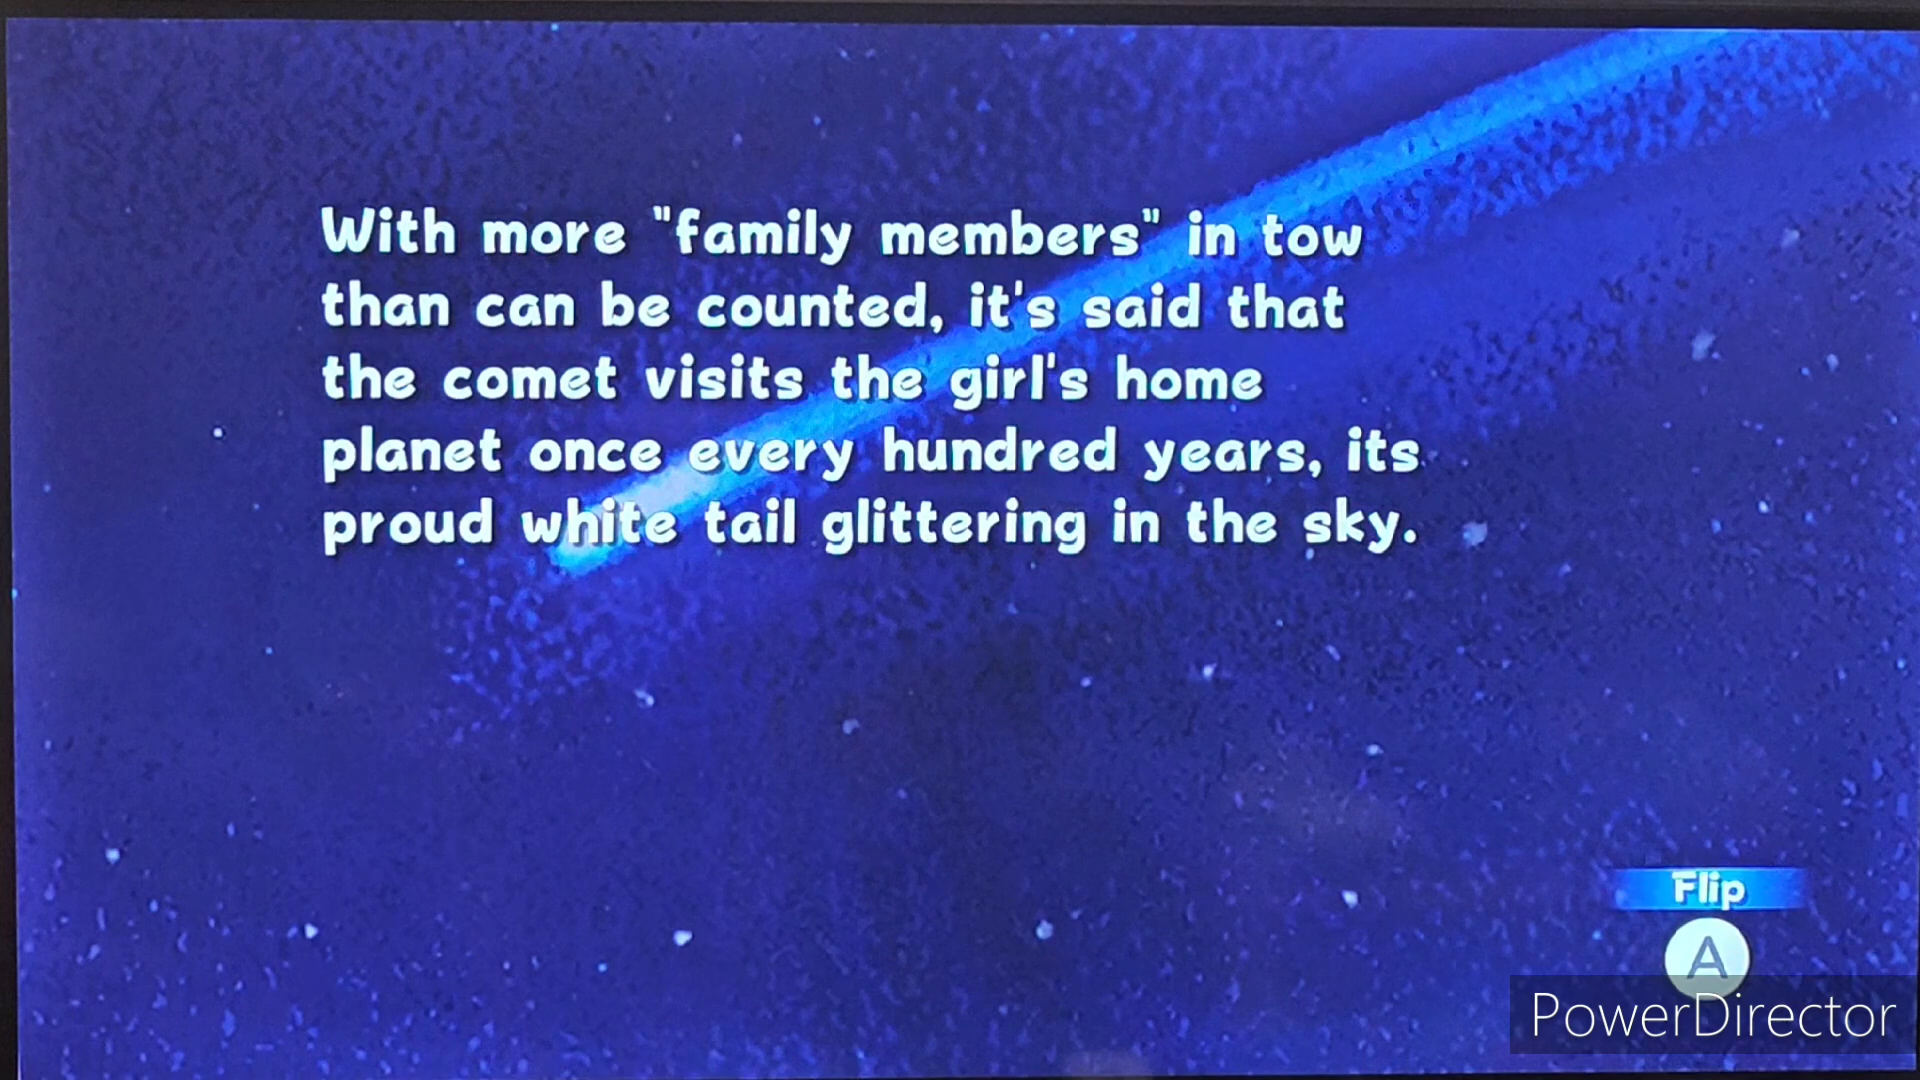 With more "family members" in tow
than can be counted, it's said that
the comet visits the girl's home
planet once every hundred years, its
proud white tail glittering in the sky.
Flip
A
PowerDirector